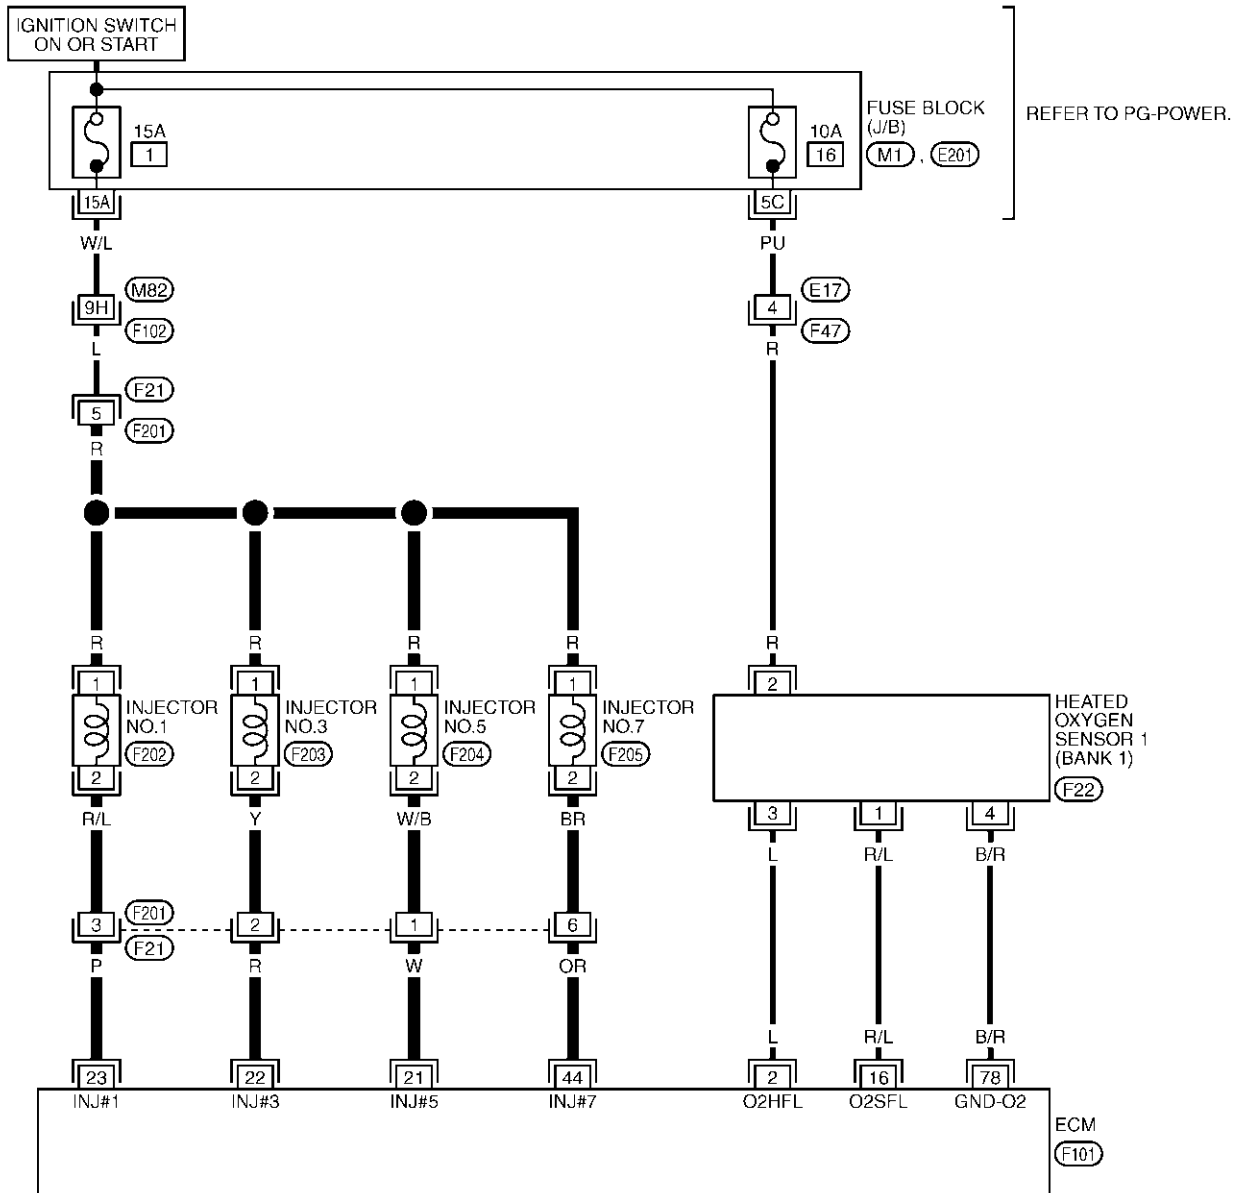 IGNITION SWITCH
ON OR START
REFER TO PG-POWER.
FUSE BLOCK
(J/B)
M1 , E201
15A
1
10A
16
15A
5C
W/L
PU
M82
9H
F102
E17
4
F47
L
R
F21
5
F201
R
R R R R R
1 1 1 1 2
INJECTOR
NO.1
F202
INJECTOR
NO.3
F203
INJECTOR
NO.5
F204
INJECTOR
NO.7
F205
HEATED
OXYGEN
SENSOR 1
(BANK 1)
F22
2 2 2 2 3 1 4
R/L Y W/B BR L R/L B/R
F201
3 2 1 6
F21
P R W OR L R/L B/R
23 22 21 44 2 16 78
INJ#1 INJ#3 INJ#5 INJ#7 O2HFL O2SFL GND-O2
ECM
F101